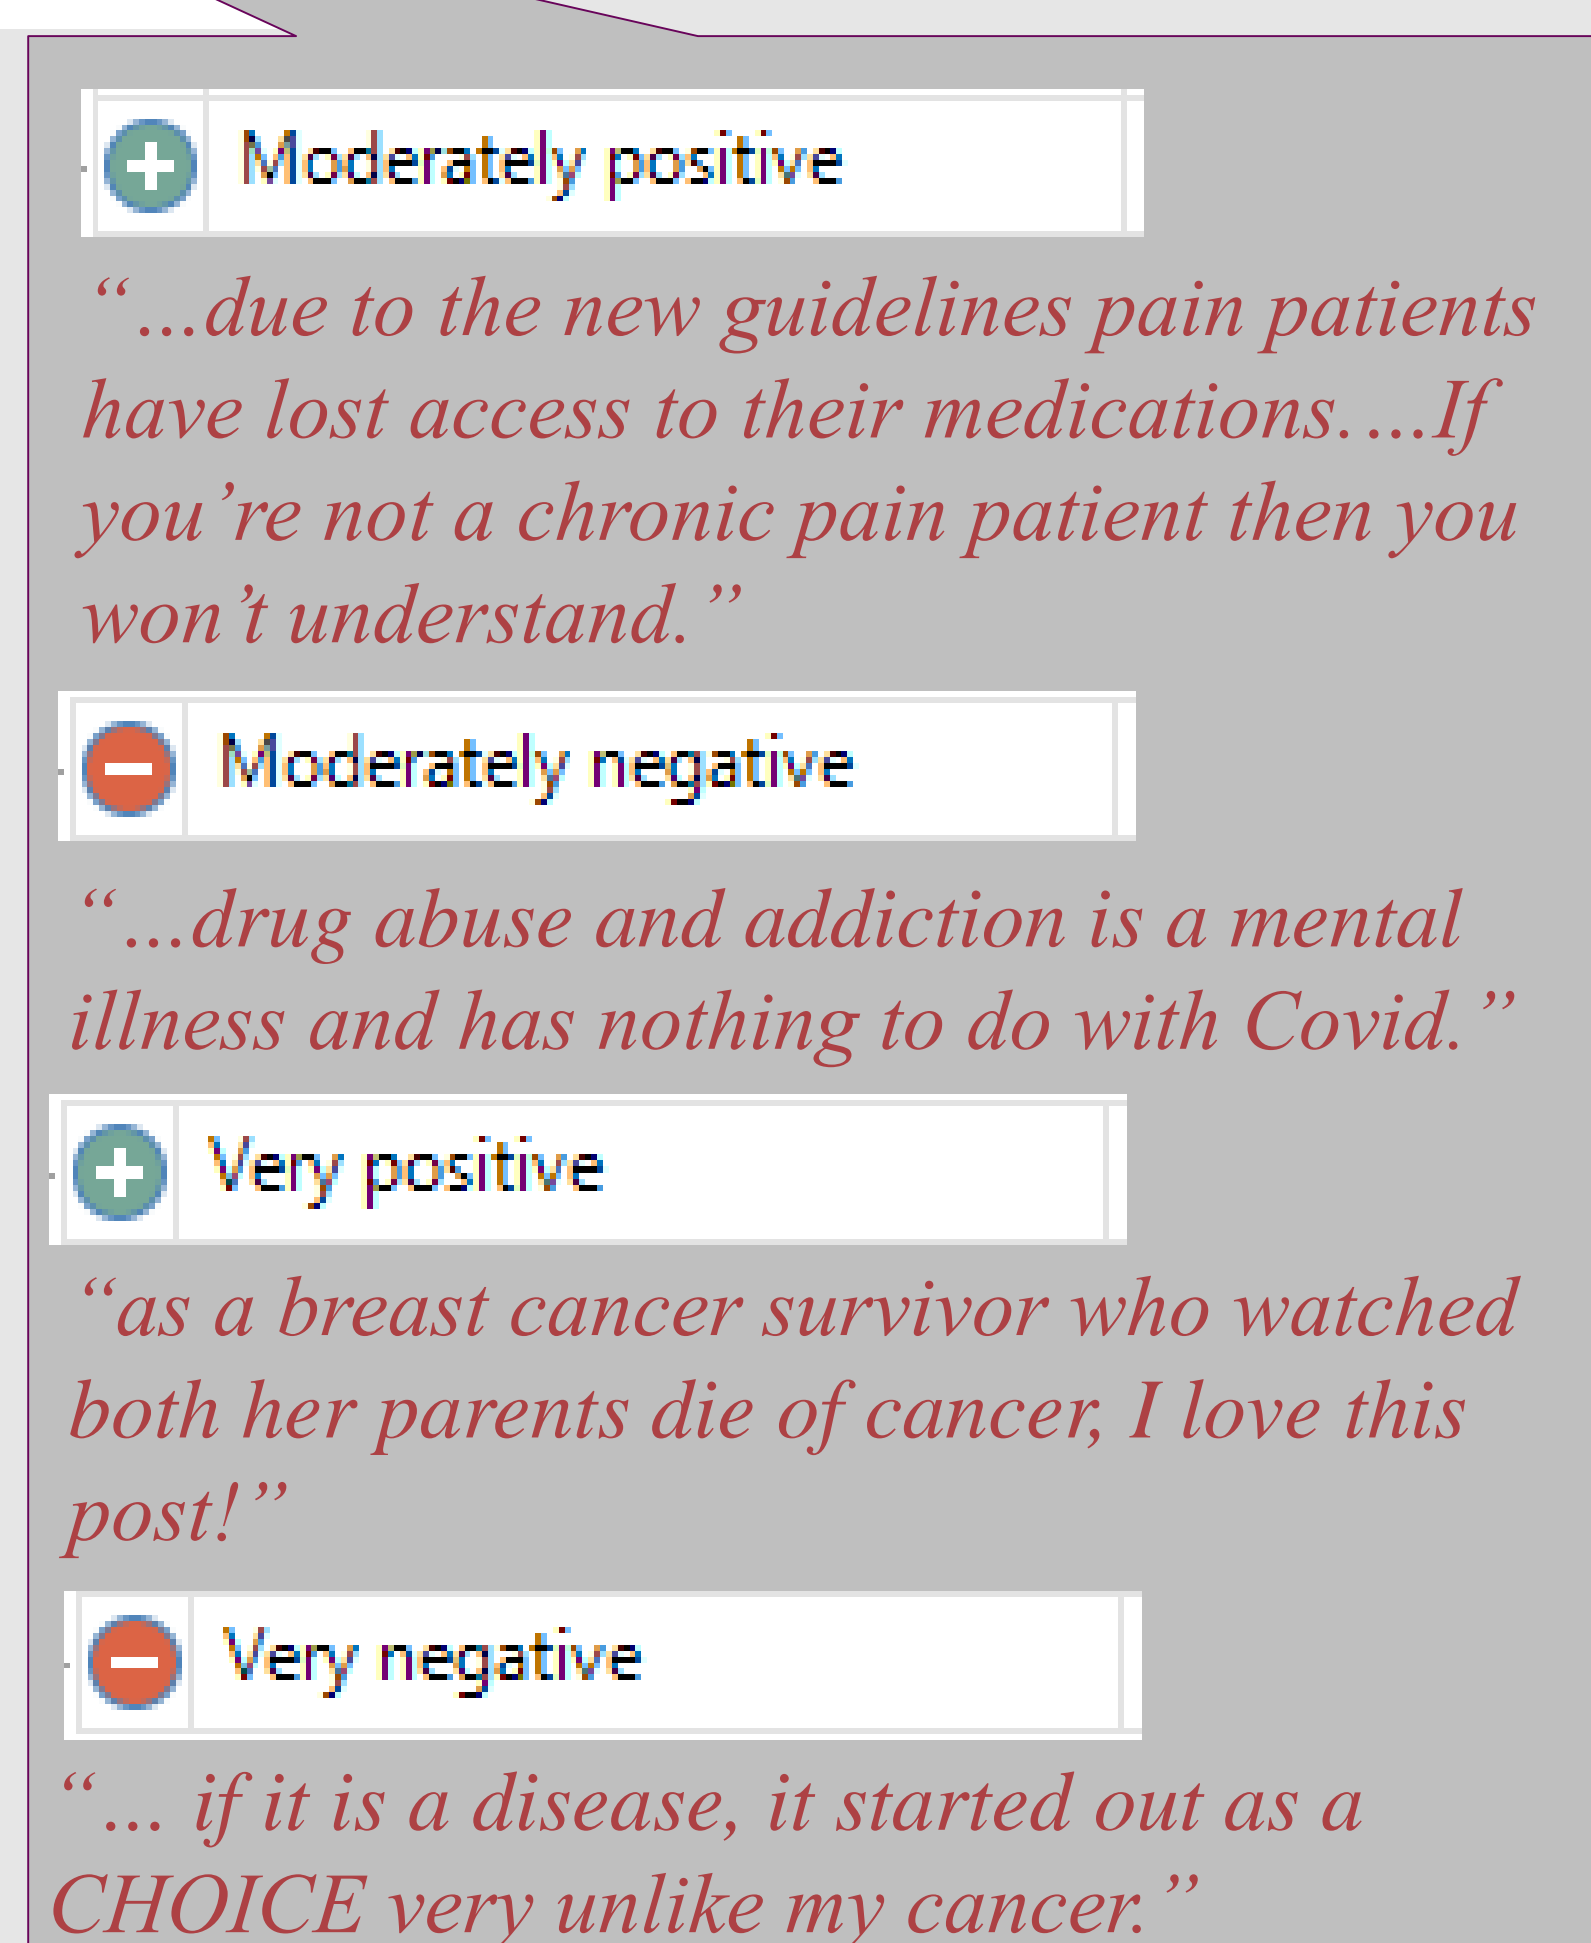 Moderately positive
“…due to the new guidelines pain patients
have lost access to their medications.…If
you’re not a chronic pain patient then you
won’t understand.”
Moderately negative
“…drug abuse and addiction is a mental
illness and has nothing to do with Covid.”
Very positive
“as a breast cancer survivor who watched
both her parents die of cancer, I love this
post!”
Very negative
“… if it is a disease, it started out as a
CHOICE very unlike my cancer.”